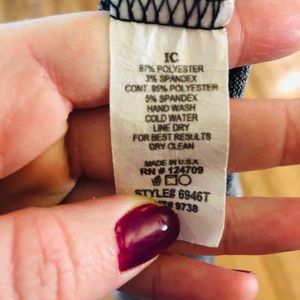 IC
97% POLYESTER
3% SPANDEX
CONT 95% POLYESTER
5% SPANDEX
HAND WASH
COLD WATER
LINE DRY
FOR BEST RESULTS
DRY CLEAN
MADE IN U.S.A
RN # 124709
STYLE# 6946T
# 9738